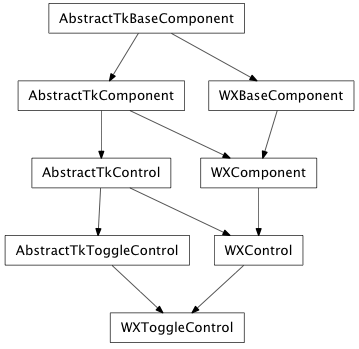 AbstractTkBaseComponent
AbstractTkComponent
WXBaseComponent
AbstractTkControl
WXComponent
AbstractTkToggleControl
WXControl
WXToggleControl